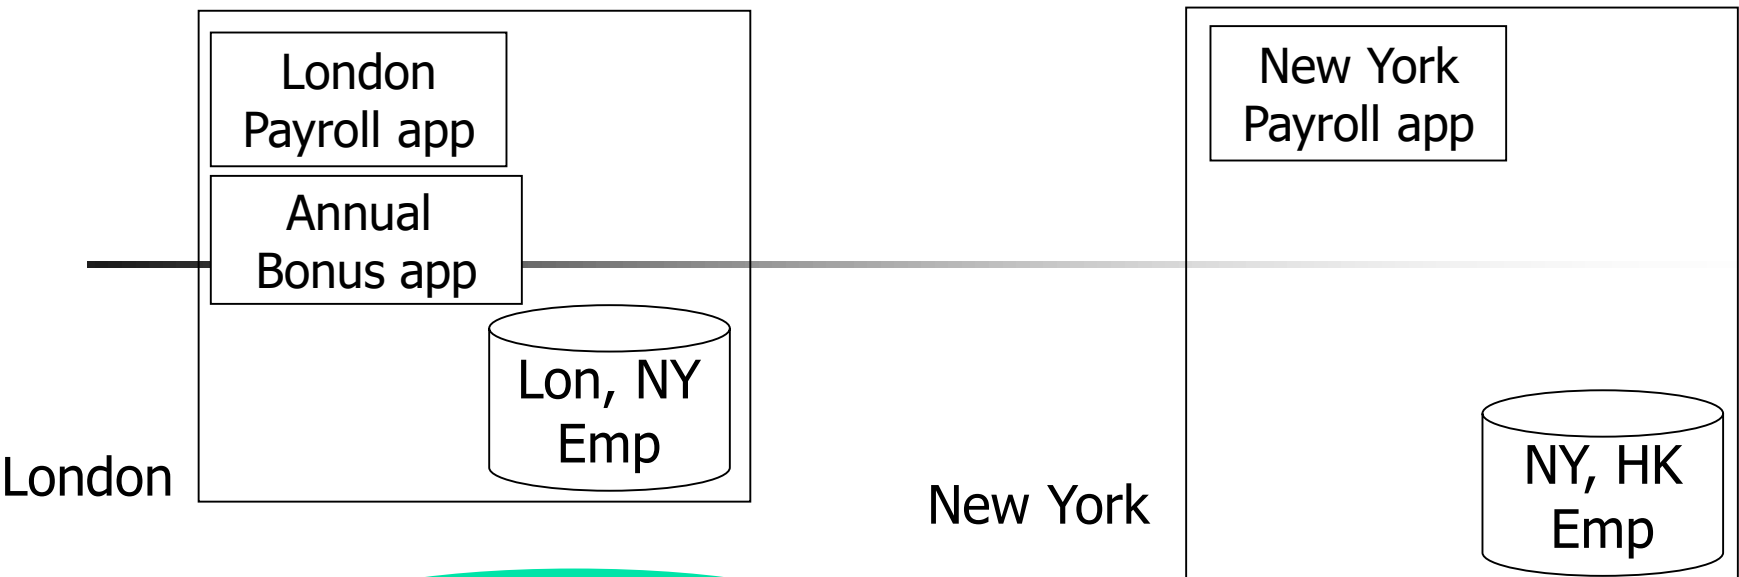 London
Payroll app
Annual
Bonus app
Lon, NY
Emp
London
New York
Payroll app
NY, HK
Emp
New York